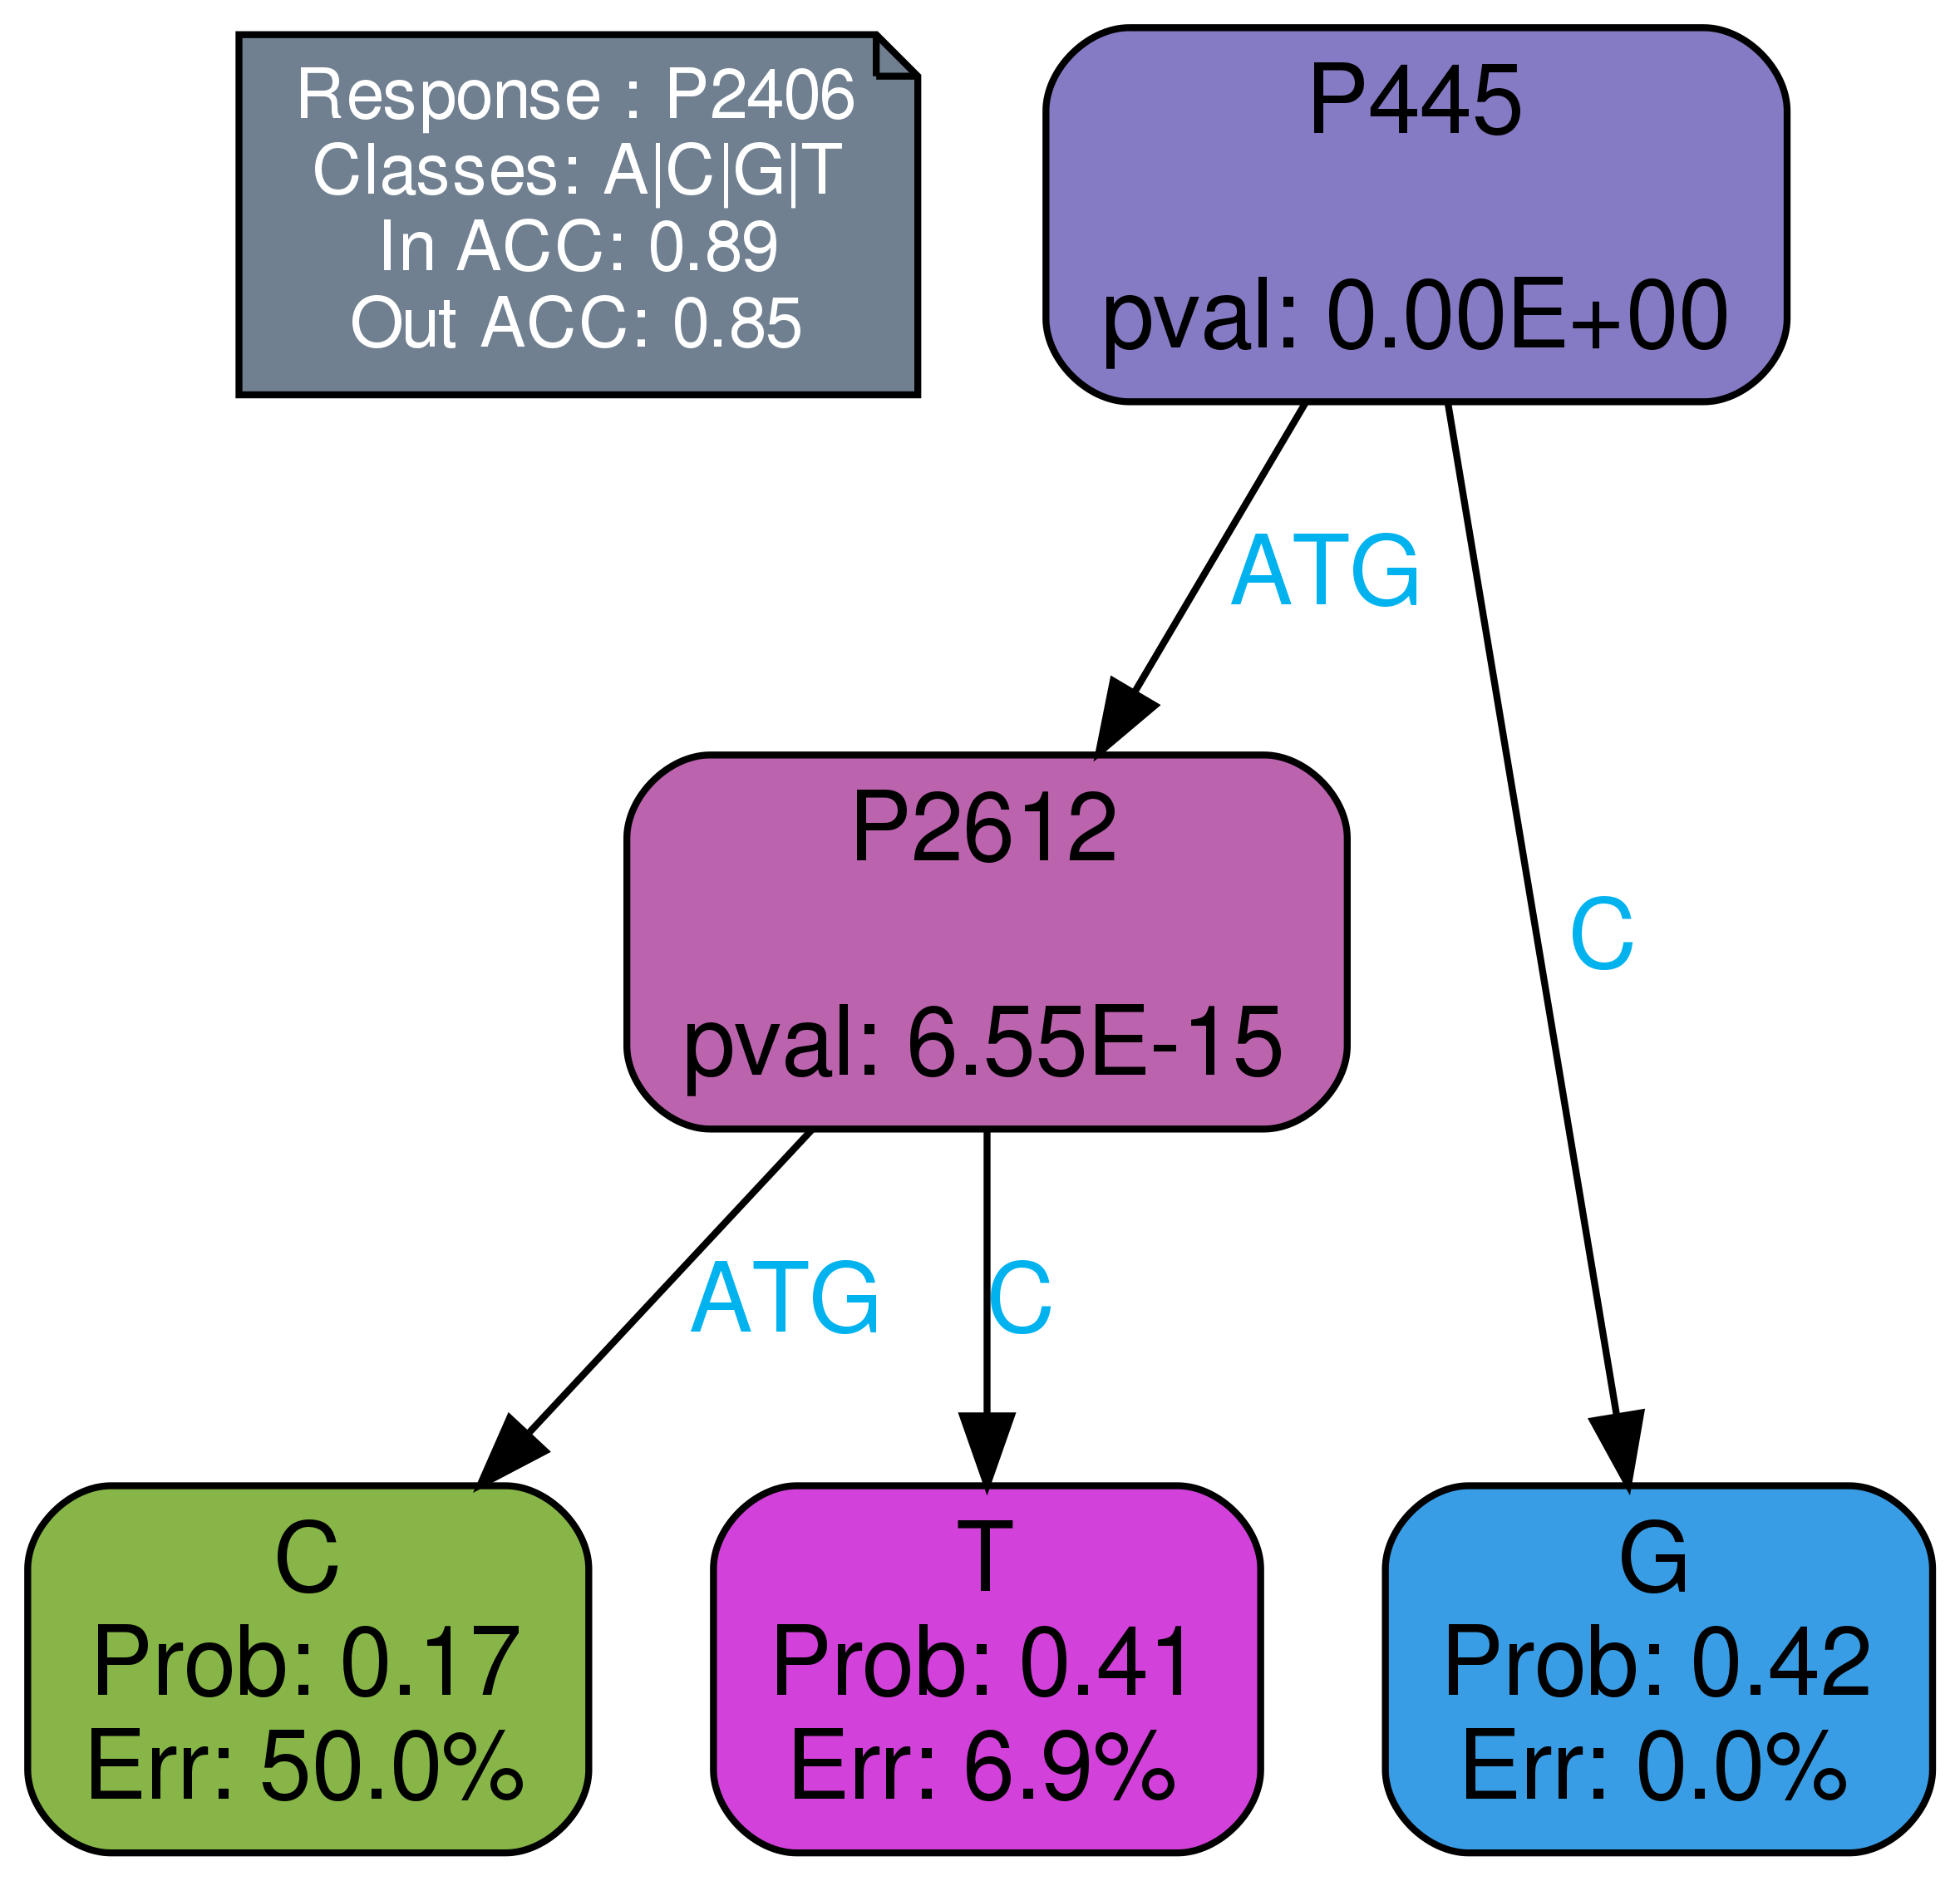 Response : P2406
Classes: A|C|G|T
In ACC: 0.89
Out ACC: 0.85
P445
pval: 0.00E+00
ATG
C
P2612
pval: 6.55E-15
ATG
C
C
Prob: 0.17
Err: 50.0%
T
Prob: 0.41
Err: 6.9%
G
Prob: 0.42
Err: 0.0%